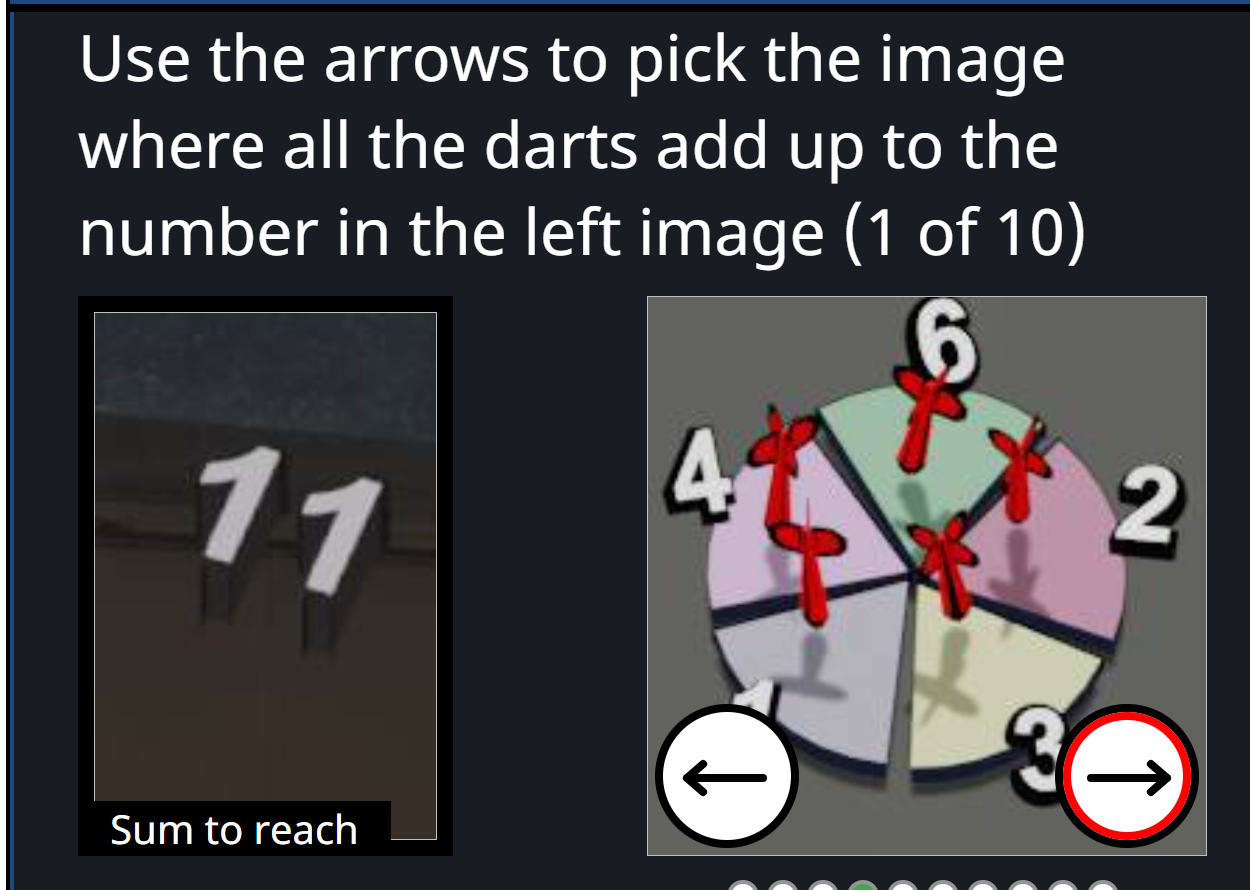 Use the arrows to pick the image
where all the darts add up to the
number in the left image (1 of 10)
11
Sum to reach
6
4
2
1
3